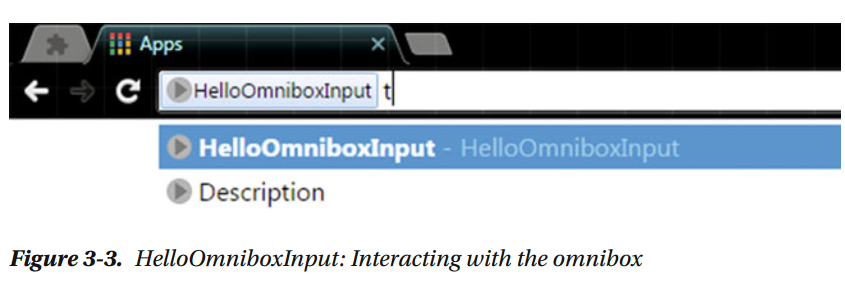 Apps
HelloOmniboxInput t
HelloOmniboxInput - HelloOmniboxInput
Description
Figure 3-3. HelloOmniboxInput: Interacting with the omnibox